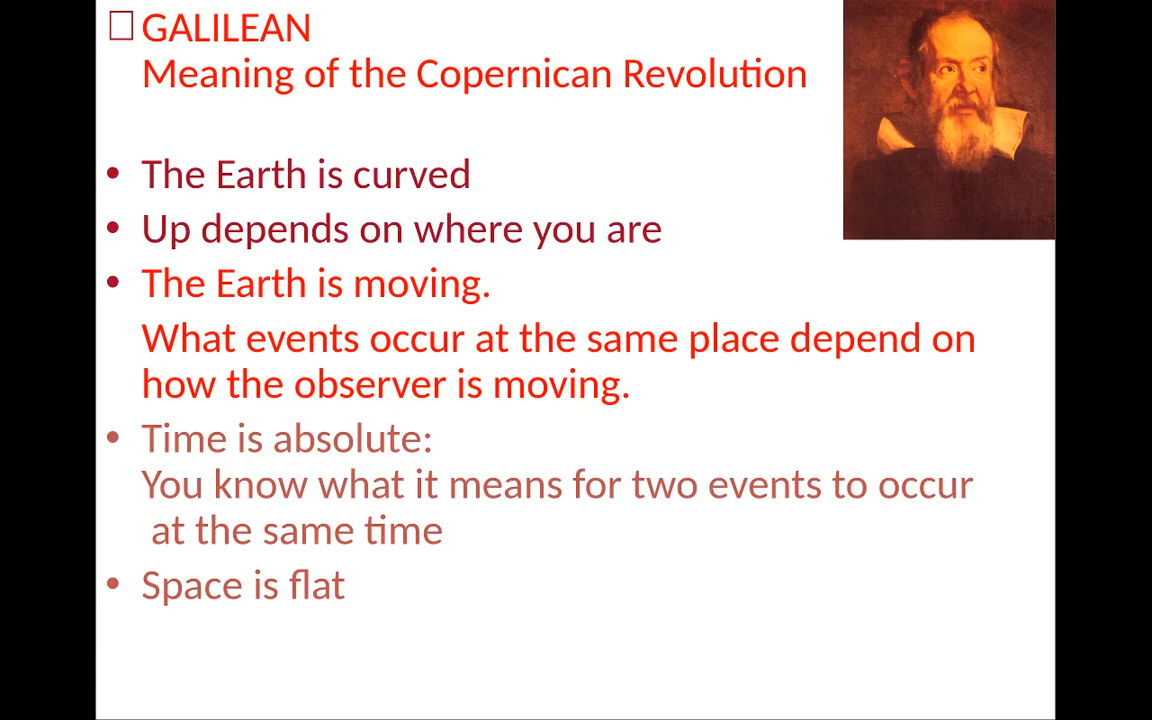 GALILEAN
Meaning of the Copernican Revolution
• The Earth is curved
• Up depends on where you are
• The Earth is moving.
What events occur at the same place depend on
how the observer is moving.
• Time is absolute:
You know what it means for two events to occur
at the same time
• Space is flat